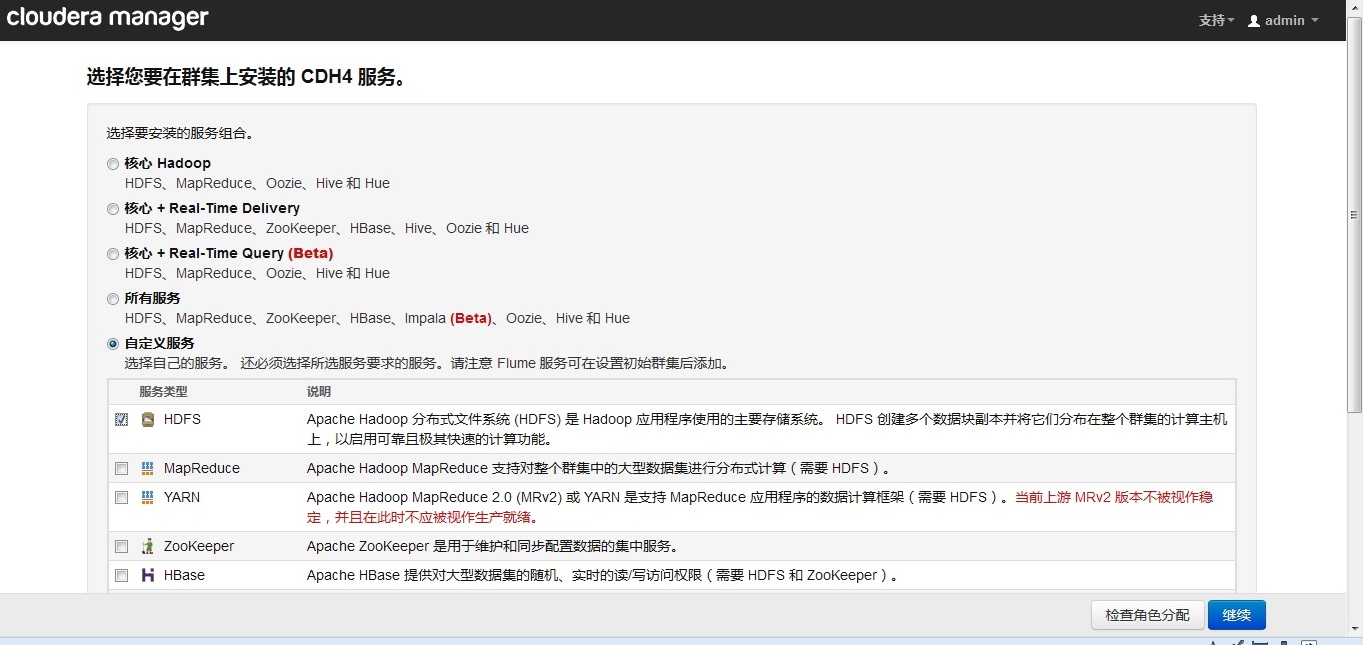 cloudera manager
支持 admin
选择您要在群集上安装的 CDH4 服务。
选择要安装的服务组合。
核心 Hadoop
HDFS、MapReduce、Oozie、Hive 和 Hue
核心 + Real-Time Delivery
HDFS、MapReduce、ZooKeeper、HBase、Hive、Oozie 和 Hue
核心 + Real-Time Query (Beta)
HDFS、MapReduce、Oozie、Hive 和 Hue
所有服务
HDFS、MapReduce、ZooKeeper、HBase、Impala (Beta)、Oozie、Hive 和 Hue
自定义服务
选择自己的服务。 还必须选择所选服务要求的服务。请注意 Flume 服务可在设置初始群集后添加。
服务类型 说明
HDFS Apache Hadoop 分布式文件系统 (HDFS) 是 Hadoop 应用程序使用的主要存储系统。 HDFS 创建多个数据块副本并将它们分布在整个群集的计算主机
上，以启用可靠且极其快速的计算功能。
MapReduce Apache Hadoop MapReduce 支持对整个群集中的大型数据集进行分布式计算（需要 HDFS）。
YARN Apache Hadoop MapReduce 2.0 (MRv2) 或 YARN 是支持 MapReduce 应用程序的数据计算框架（需要 HDFS）。当前上游 MRv2 版本不被视作稳
定，并且在此时不应被视作生产就绪。
ZooKeeper Apache ZooKeeper 是用于维护和同步配置数据的集中服务。
HBase Apache HBase 提供对大型数据集的随机、实时的读/写访问权限（需要 HDFS 和 ZooKeeper）。
检查角色分配 继续